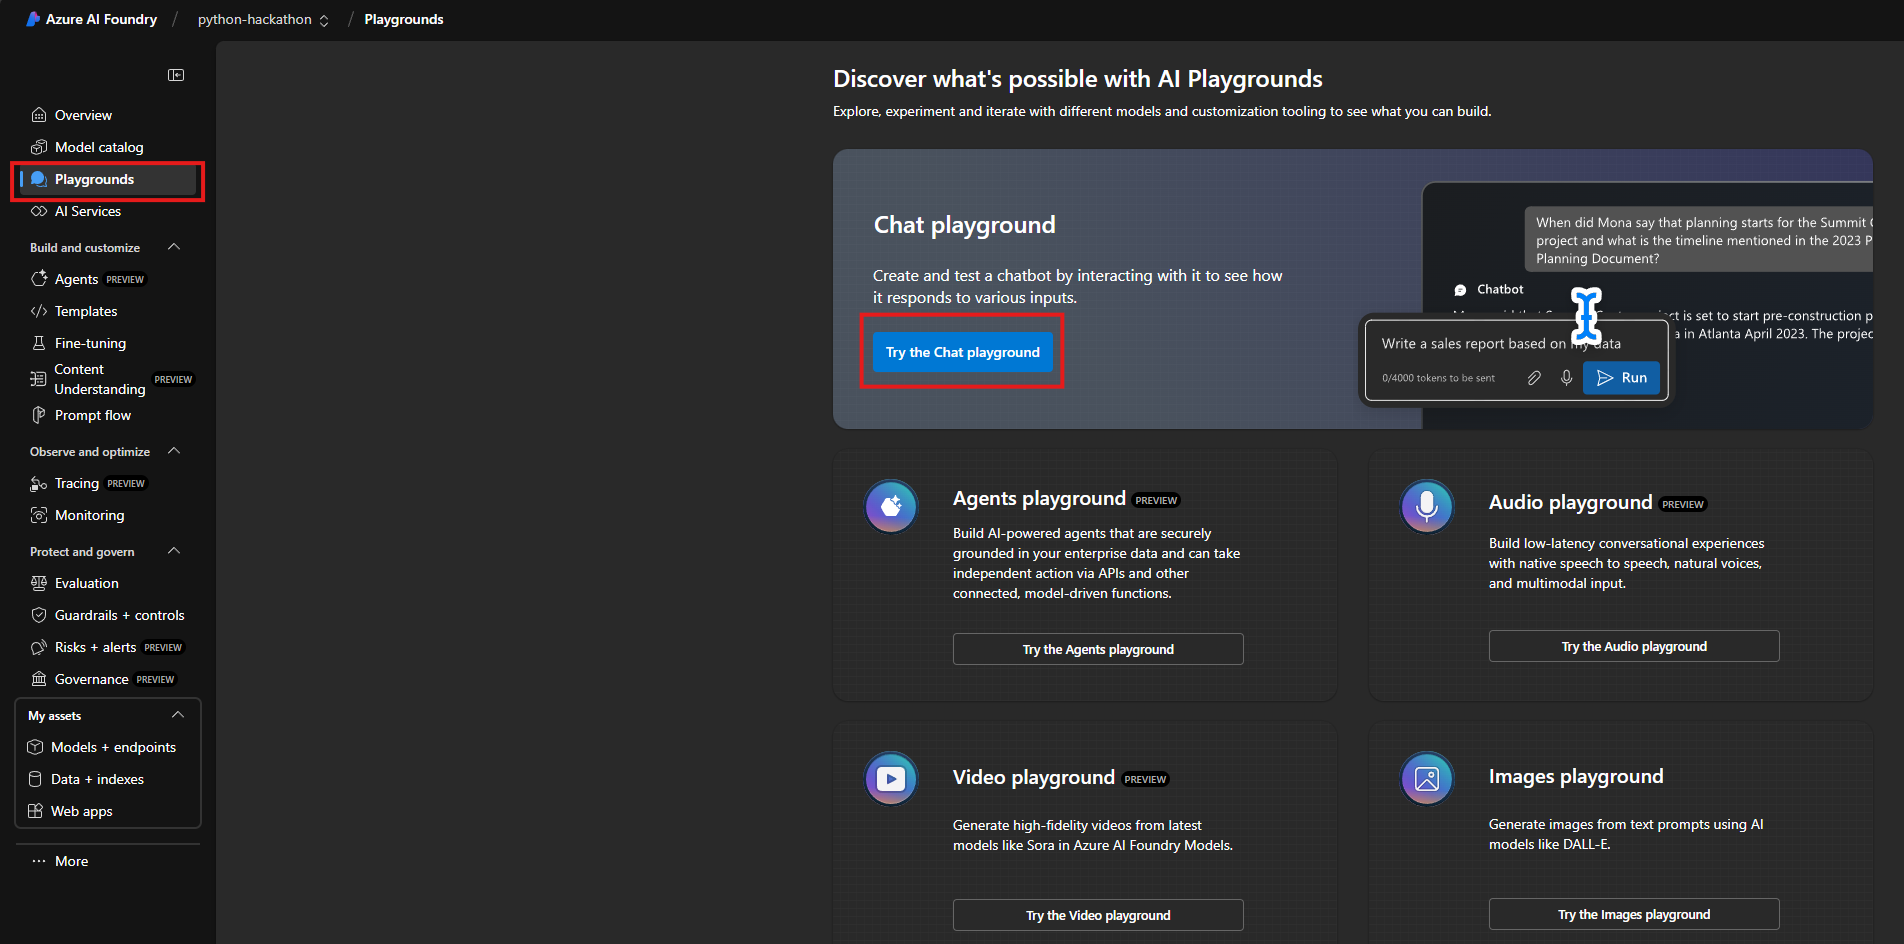 Azure AI Foundry / python-hackathon / Playgrounds
Overview
Model catalog
Playgrounds
AI Services
Build and customize
Agents PREVIEW
Templates
Fine-tuning
Content
Understanding PREVIEW
Prompt flow
Observe and optimize
Tracing PREVIEW
Monitoring
Protect and govern
Evaluation
Guardrails + controls
Risks + alerts PREVIEW
Governance PREVIEW
My assets
Models + endpoints
Data + indexes
Web apps
More
Discover what's possible with AI Playgrounds
Explore, experiment and iterate with different models and customization tooling to see what you can build.
Chat playground
Create and test a chatbot by interacting with it to see how
it responds to various inputs.
Try the Chat playground
When did Mona say that planning starts for the Summit
project and what is the timeline mentioned in the 2023 P
Planning Document?
Chatbot
is set to start pre-construction p
in Atlanta April 2023. The projec
Write a sales report based on my data
0/4000 tokens to be sent
Run
Agents playground PREVIEW
Build AI-powered agents that are securely
grounded in your enterprise data and can take
independent action via APIs and other
connected, model-driven functions.
Try the Agents playground
Audio playground PREVIEW
Build low-latency conversational experiences
with native speech to speech, natural voices,
and multimodal input.
Try the Audio playground
Video playground PREVIEW
Generate high-fidelity videos from latest
models like Sora in Azure AI Foundry Models.
Try the Video playground
Images playground
Generate images from text prompts using AI
models like DALL-E.
Try the Images playground